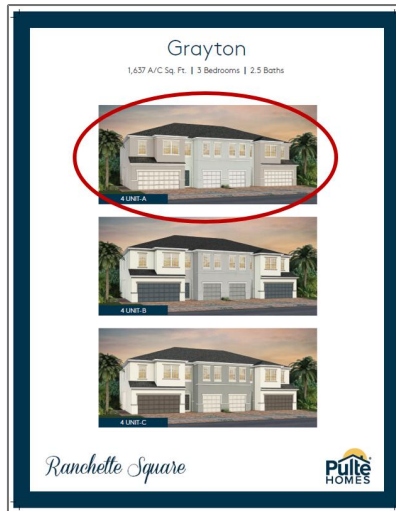 Grayton
1,637 A/C Sq. Ft. | 3 Bedrooms | 2.5 Baths
4 UNIT-A
4 UNIT-B
4 UNIT-C
Ranchette Square
Pulte
HOMES